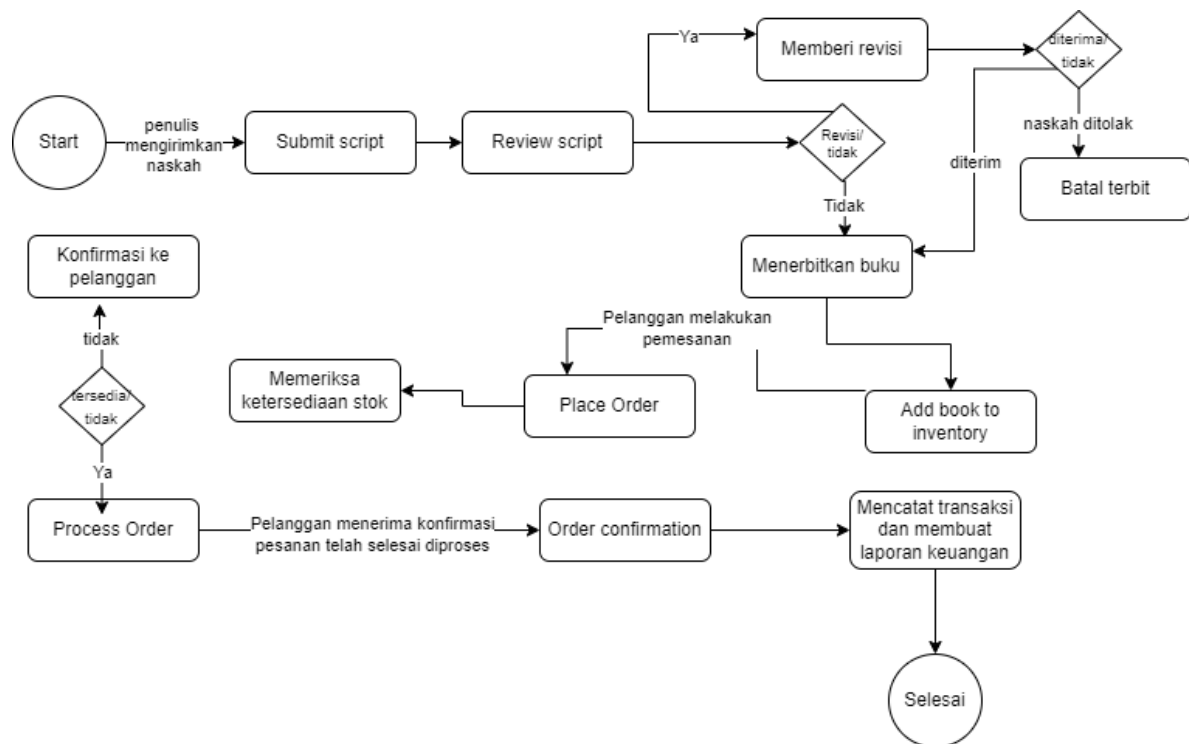 Ya
Memberi revisi
diterima/
tidak
Start
penulis
mengirimkan
naskah
Submit script
Review script
Revisi/
tidak
naskah ditolak
diterim
Batal terbit
Tidak
Konfirmasi ke
pelanggan
Menerbitkan buku
tidak
Pelanggan melakukan
pemesanan
Memeriksa
ketersediaan stok
Place Order
Add book to
inventory
tersedia/
tidak
Ya
Process Order
Pelanggan menerima konfirmasi
pesanan telah selesai diproses
Order confirmation
Mencatat transaksi
dan membuat
laporan keuangan
Selesai